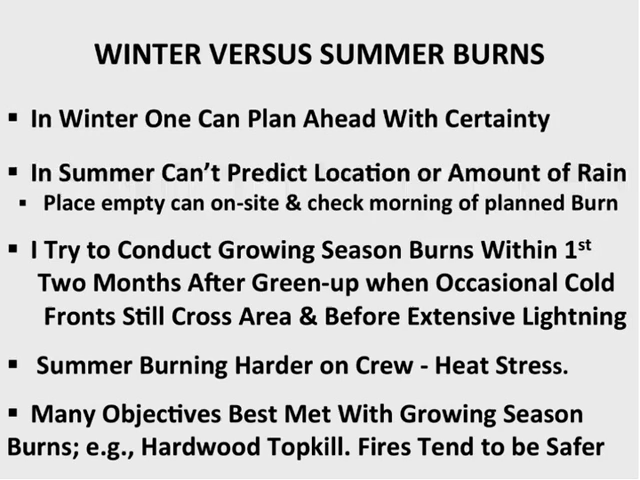 WINTER VERSUS SUMMER BURNS
▪ In Winter One Can Plan Ahead With Certainty
▪ In Summer Can't Predict Location or Amount of Rain
▪ Place empty can on-site & check morning of planned Burn
▪ I Try to Conduct Growing Season Burns Within 1st
Two Months After Green-up when Occasional Cold
Fronts Still Cross Area & Before Extensive Lightning
▪ Summer Burning Harder on Crew - Heat Stress.
▪ Many Objectives Best Met With Growing Season
Burns; e.g., Hardwood Topkill. Fires Tend to be Safer